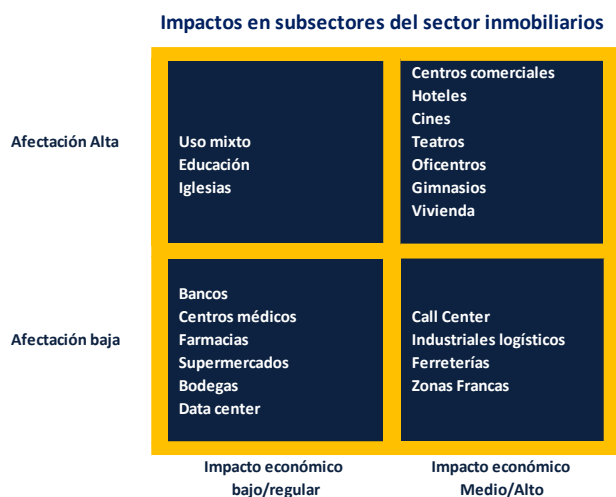 Impactos en subsectores del sector inmobiliarios
Afectación Alta
Uso mixto
Educación
Iglesias
Centros comerciales
Hoteles
Cines
Teatros
Oficentros
Gimnasios
Vivienda
Afectación baja
Bancos
Centros médicos
Farmacias
Supermercados
Bodegas
Data center
Call Center
Industriales logísticos
Ferreterías
Zonas Francas
Impacto económico
bajo/regular
Impacto económico
Medio/Alto